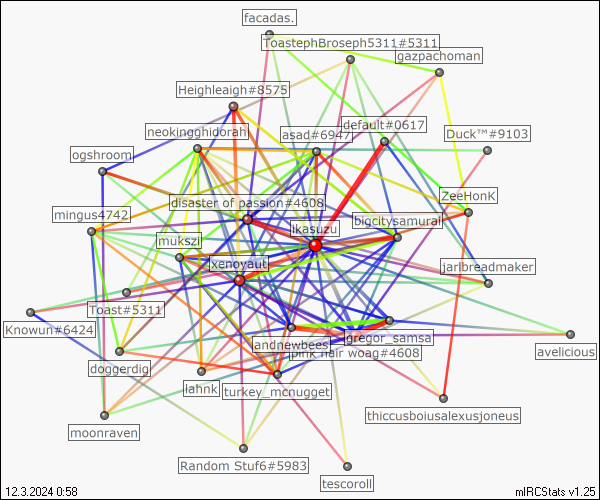 facadas.
ToastephBroseph5311#5311
gazpachoman
Heighleaigh#8575
default#0617
neokingghidorah
asad#6947
Duck™#9103
ogshroom
ZeeHonK
disaster of passion#4608
mingus4742
ikasuzu
biocitysamurai
mukszi
xenoyaut
jarlbreadmaker
Toast#5311
Knowun#6424
andnewbees
gregor_samsa
pink hair woag#4608
avelicious
doggerdig
lahnk
turkey_mcnugget
thiccusboiusalexusjoneus
moonraven
Random Stuf6#5983
tescoroll
12.3.2024 0:58
mIRCStats v1.25